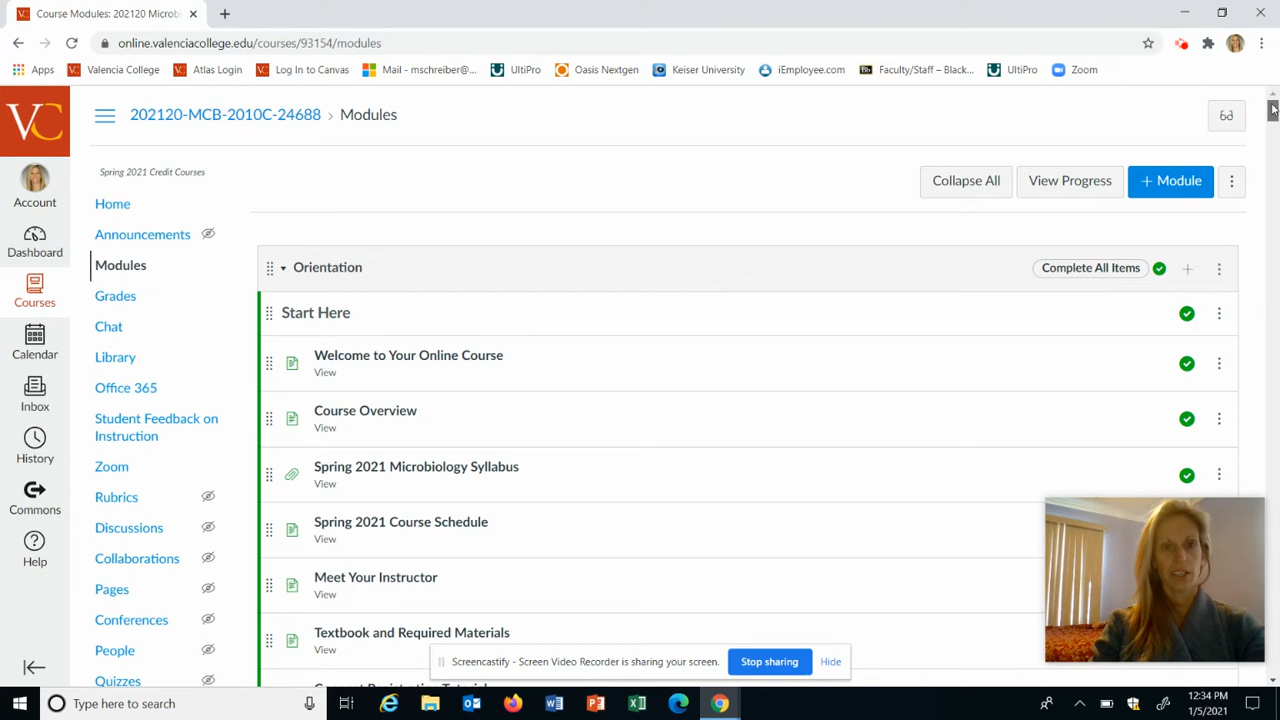 Course Modules: 202120 Microb
online.valenciacollege.edu/courses/93154/modules
Apps
Valencia College
Atlas Login
Log In to Canvas
Mail - mschreiber@...
UltiPro
Oasis Nextgen
Keiser University
iEmployee.com
Bb
Faculty/Staff – Black...
UltiPro
Zoom
VC
202120-MCB-2010C-24688 › Modules
Account
Dashboard
Courses
Calendar
Inbox
History
Commons
Help
Spring 2021 Credit Courses
Home
Announcements
Modules
Grades
Chat
Library
Office 365
Student Feedback on
Instruction
Zoom
Rubrics
Discussions
Collaborations
Pages
Conferences
People
Quizzes
Collapse All
View Progress
+ Module
Orientation
Complete All Items
Start Here
Welcome to Your Online Course
View
Course Overview
View
Spring 2021 Microbiology Syllabus
View
Spring 2021 Course Schedule
View
Meet Your Instructor
View
Textbook and Required Materials
View
Screencastify - Screen Video Recorder is sharing your screen.
Stop sharing
Hide
Type here to search
12:34 PM
1/5/2021